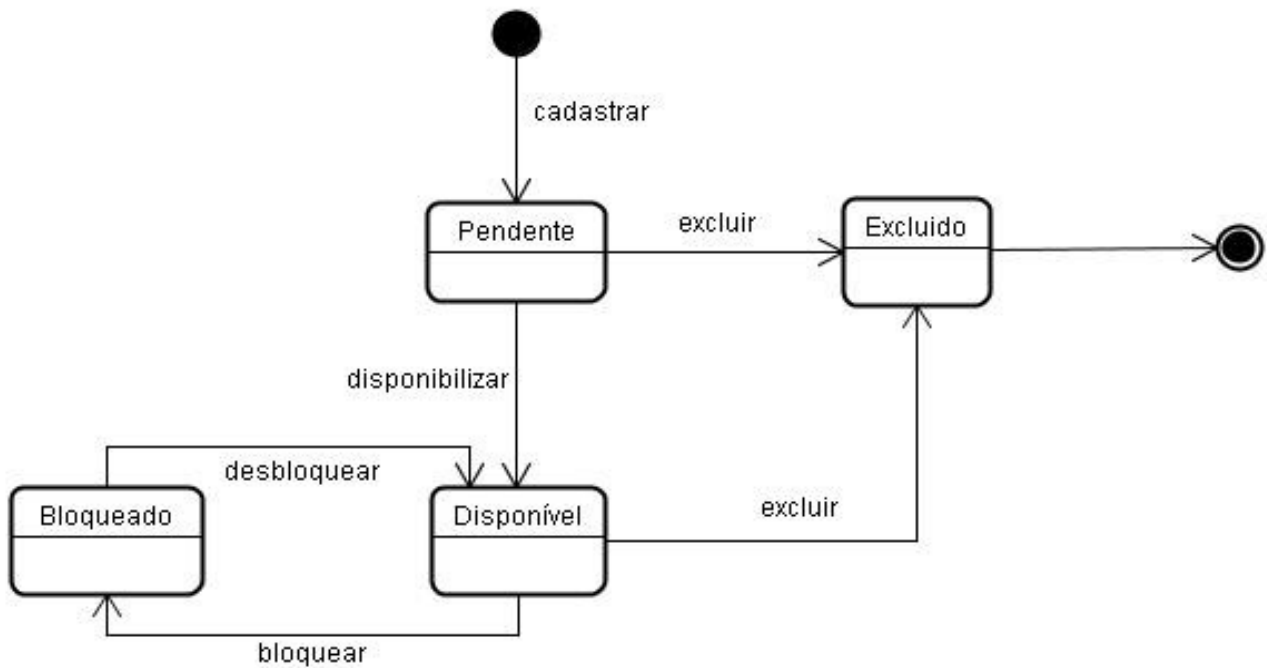 cadastrar
Pendente
excluir
Excluido
disponibilizar
desbloquear
Bloqueado
Disponível
excluir
bloquear